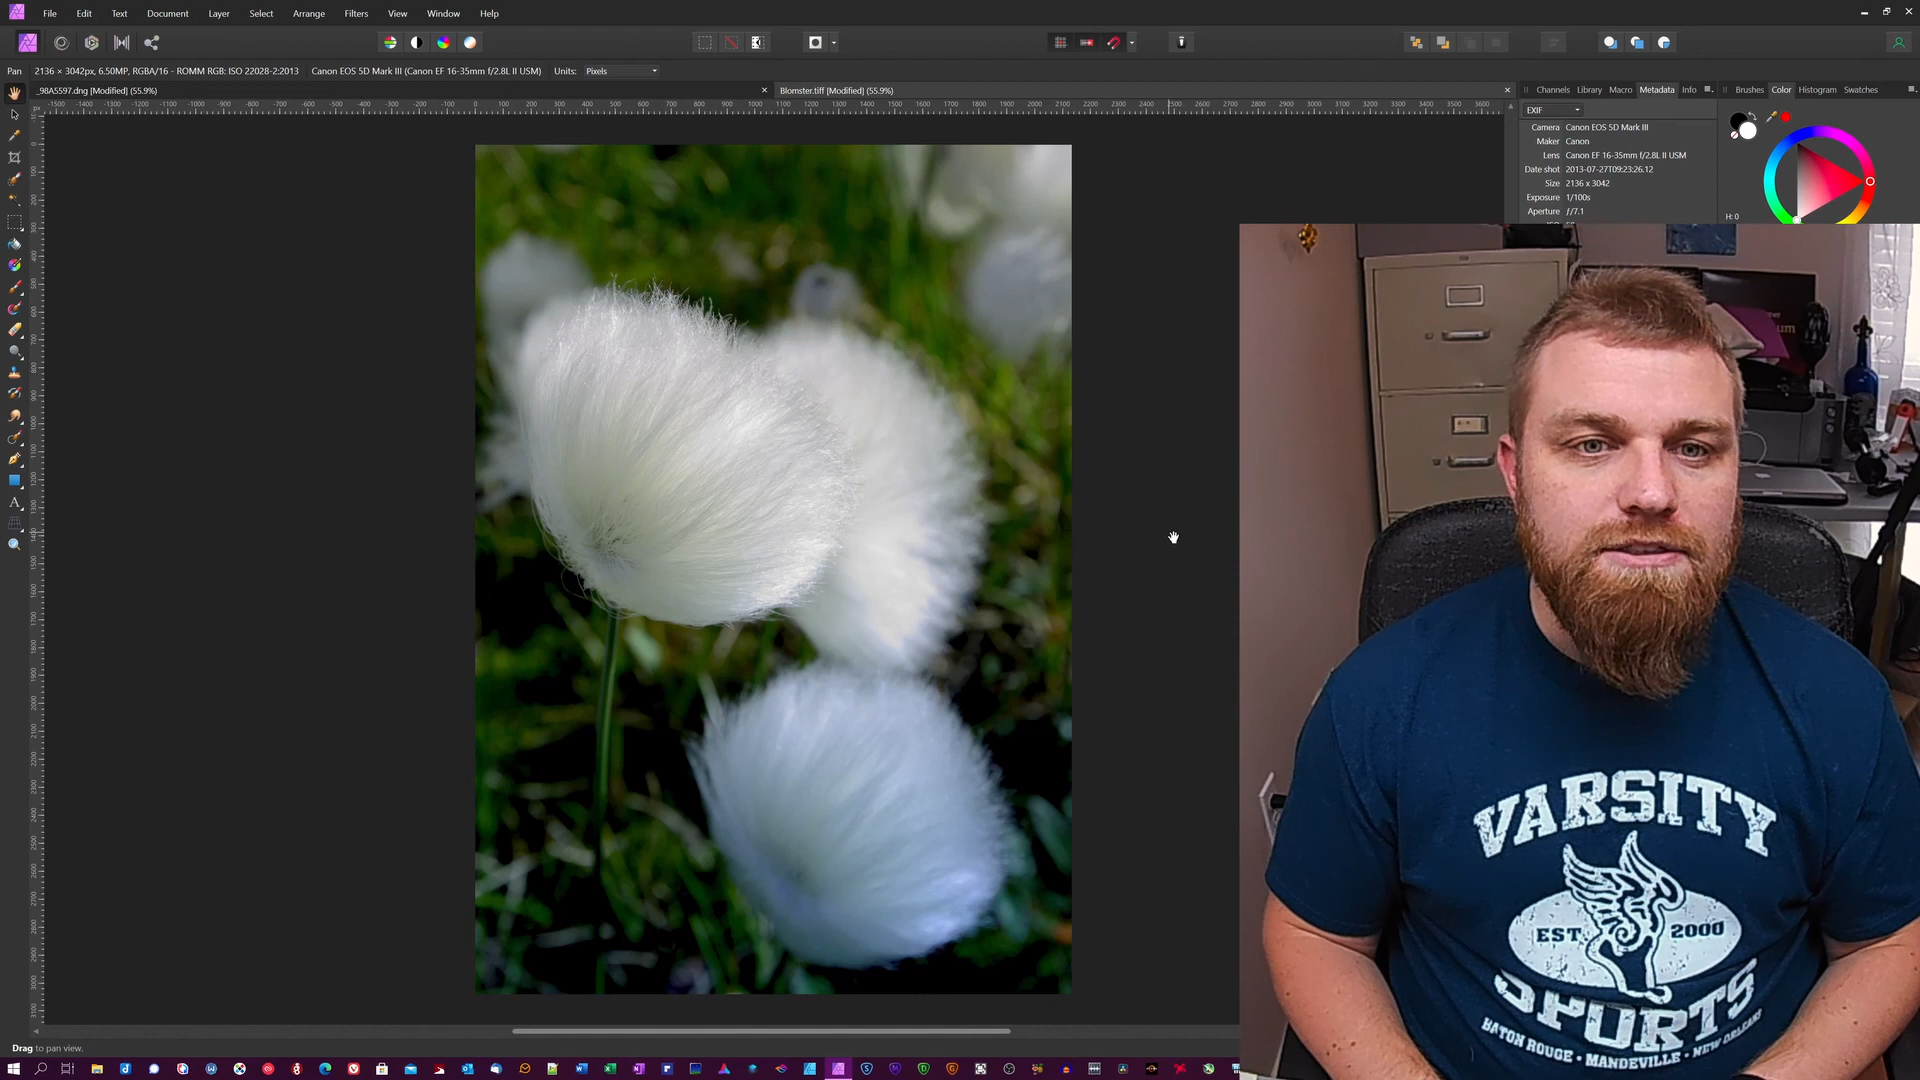 File Edit Text Document Layer Select Arrange Filters View Window Help
Pan 2136 × 3042px, 6.50MP, RGBA/16 - ROMM RGB: ISO 22028-2:2013 Canon EOS 5D Mark III (Canon EF 16-35mm f/2.8L II USM) Units: Pixels
_98A5597.dng [Modified] (55.9%) Blomster.tiff [Modified] (55.9%)
Channels Library Macro Metadata Info Brushes Color Histogram Swatches
EXIF
Camera Canon EOS 5D Mark III
Maker Canon
Lens Canon EF 16-35mm f/2.8L II USM
Date shot 2013-07-27T09:23:26.12
Size 2136 x 3042
Exposure 1/100s
Aperture ƒ/7.1
H: 0
VARSITY
EST 2000
SPORTS
BATON ROUGE • MANDEVILLE • NEW ORLEANS
Drag to pan view.